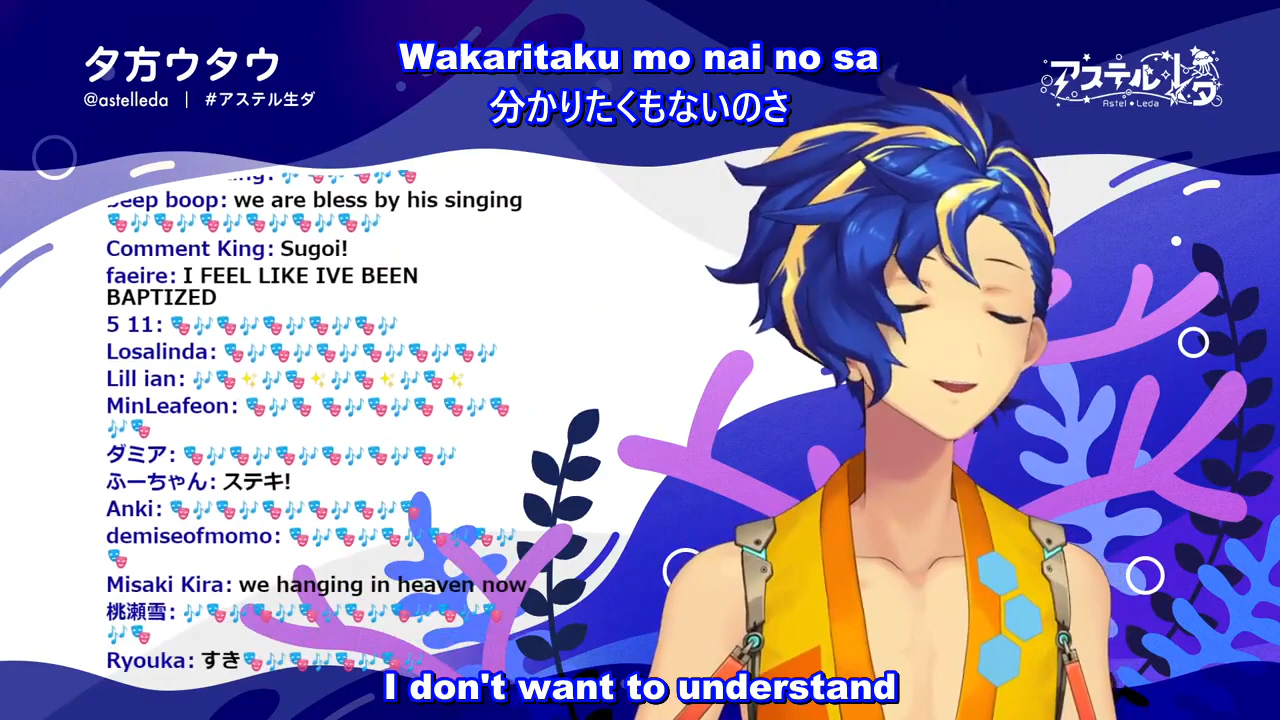 夕方ウタウ
@astelleda | #アステル生ダ
Wakaritaku mo nai no sa
分かりたくもないのさ
アステル・レダ
Astel • Leda
beep boop: we are bless by his singing
🎭🎶🎭🎶🎭🎶🎭🎶🎭🎶🎭🎶
Comment King: Sugoi!
faeire: I FEEL LIKE IVE BEEN
BAPTIZED
5 11: 🎭🎶🎭🎶🎭🎶🎭🎶🎭🎶
Losalinda: 🎭🎶🎭🎶🎭🎶🎭🎶🎭🎶🎭🎶
Lill ian: 🎶🎭✨🎶🎭✨🎶🎭✨🎶🎭✨
MinLeafeon: 🎭🎶🎭 🎭🎶🎭🎶🎭 🎭🎶🎭
🎶🎭
ダミア: 🎭🎶🎭🎶🎭🎶🎭🎶🎭🎶🎭🎶
ふーちゃん: ステキ!
Anki: 🎭🎶🎭🎶🎭🎶🎭🎶🎭🎶🎭
demiseofmomo: 🎭🎶🎭🎶🎭🎶🎭🎶🎭🎶
🎭
Misaki Kira: we hanging in heaven now
桃瀬雪: 🎶🎭🎶🎭🎶🎭🎶🎭🎶🎭🎶🎭🎶🎭
🎶🎭
Ryouka: すき🎭🎶🎭🎶🎭🎶🎭🎶
I don't want to understand